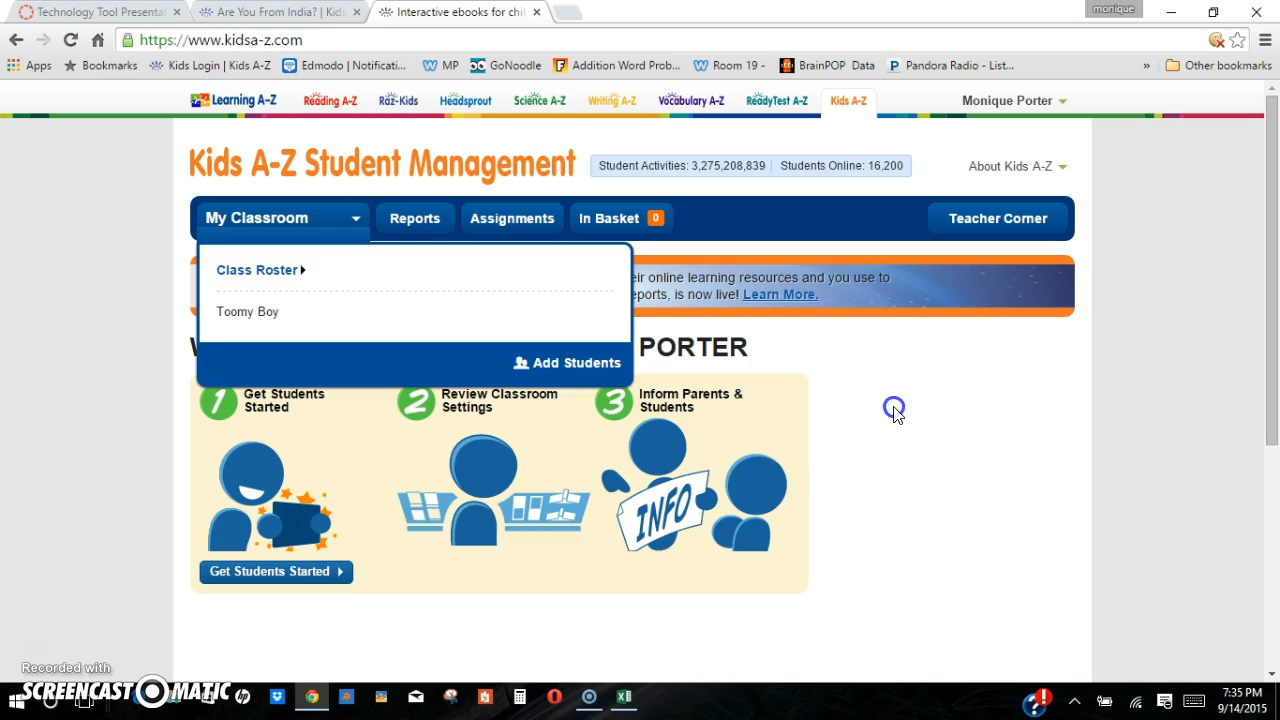 Technology Tool Presenta
Are You From India? | Kids
Interactive ebooks for chi
monique
https://www.kidsa-z.com
Apps
Bookmarks
Kids Login | Kids A-Z
Edmodo | Notificati...
MP
GoNoodle
Addition Word Prob...
Room 19 -
BrainPOP Data
Pandora Radio - List...
»
Other bookmarks
Learning A-Z
Reading A-Z
Raz-Kids
Headsprout
Science A-Z
Writing A-Z
Vocabulary A-Z
ReadyTest A-Z
Kids A-Z
Monique Porter
Kids A-Z Student Management
Student Activities: 3,275,208,839
Students Online: 16,200
About Kids A-Z
My Classroom
Reports
Assignments
In Basket 0
Teacher Corner
Class Roster
Toomy Boy
Add Students
eir online learning resources and you use to
eports, is now live! Learn More.
PORTER
1 Get Students
Started
2 Review Classroom
Settings
3 Inform Parents &
Students
INFO
Get Students Started
Recorded with
SCREENCAST O MATIC
7:35 PM
9/14/2015